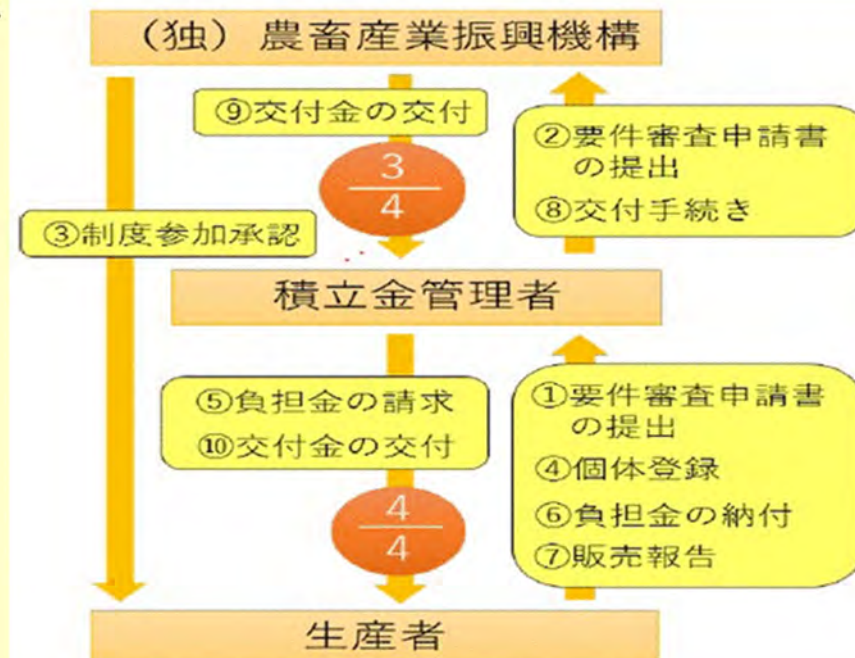 （独）農畜産業振興機構
⑨交付金の交付
3
4
②要件審査申請書
の提出
⑧交付手続き
③制度参加承認
積立金管理者
⑤負担金の請求
⑩交付金の交付
4
4
①要件審査申請書
の提出
④個体登録
⑥負担金の納付
⑦販売報告
生産者